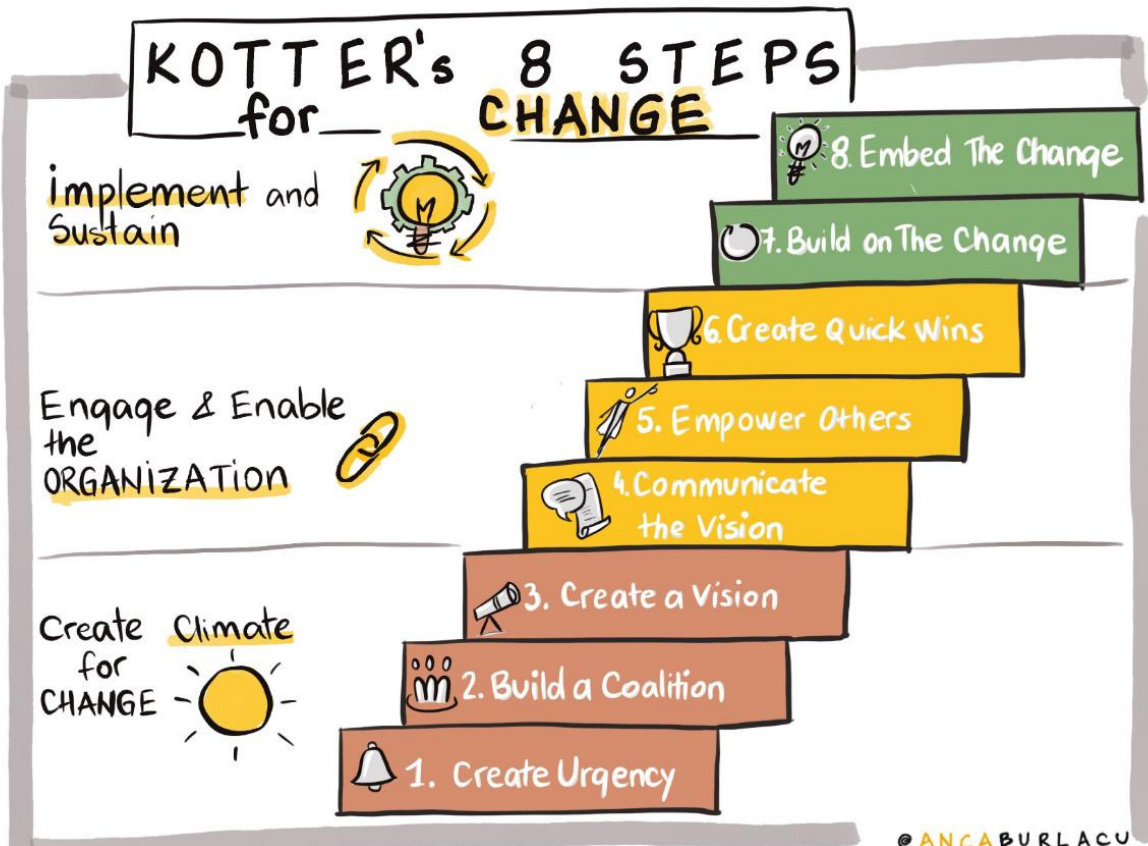 KOTTER's 8 STEPS
for CHANGE
implement and
Sustain
8. Embed The Change
7. Build on The Change
6. Create Quick Wins
Engage & Enable
the
ORGANiZATion
5. Empower Others
4. Communicate
the Vision
3. Create a Vision
Create Climate
for
CHANGE
2. Build a Coalition
1. Create Urgency
@ANCABURLACU